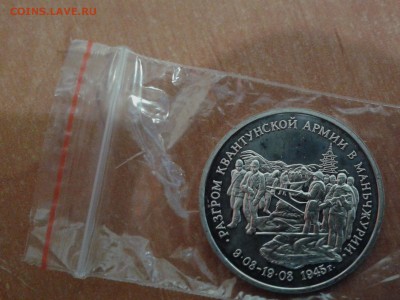 COINS.LAVE.RU
· РАЗГРОМ КВАНТУНСКОЙ АРМИИ В МАНЬЧЖУРИИ ·
9·08-19·08 1945г.